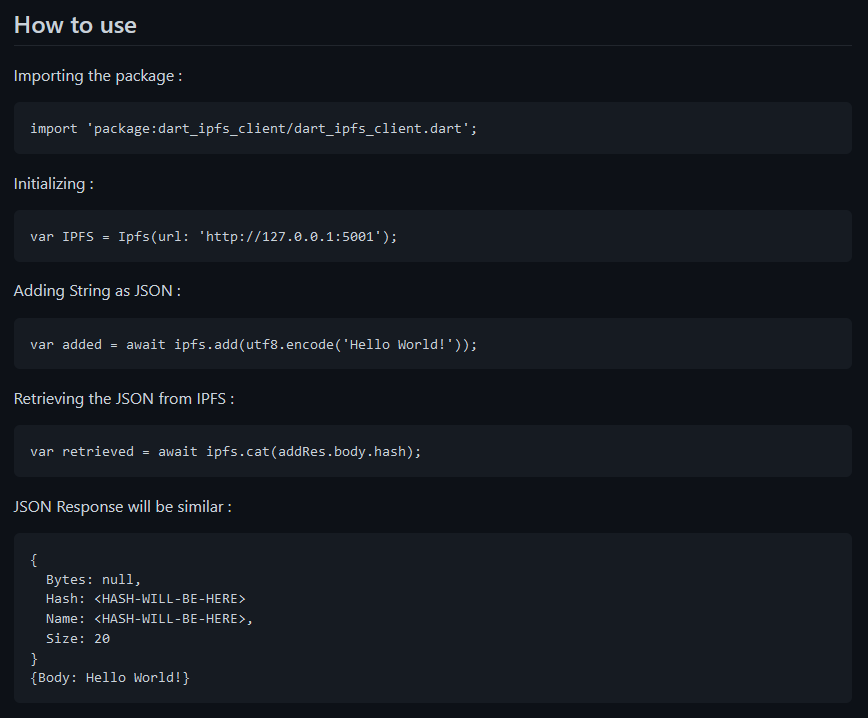 How to use
Importing the package :
import 'package:dart_ipfs_client/dart_ipfs_client.dart';
Initializing :
var IPFS = Ipfs(url: 'http://127.0.0.1:5001');
Adding String as JSON :
var added = await ipfs.add(utf8.encode('Hello World!'));
Retrieving the JSON from IPFS :
var retrieved = await ipfs.cat(addRes.body.hash);
JSON Response will be similar :
{
  Bytes: null,
  Hash: <HASH-WILL-BE-HERE>
  Name: <HASH-WILL-BE-HERE>,
  Size: 20
}
{Body: Hello World!}